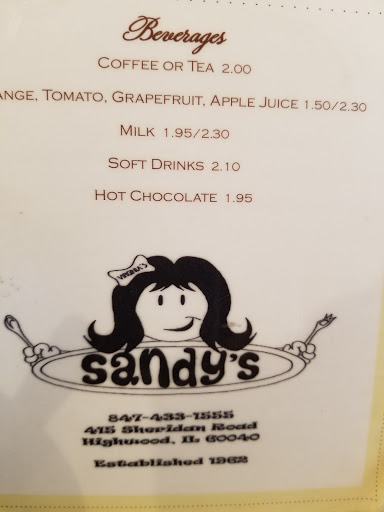 Beverages
COFFEE OR TEA 2.00
ANGE, TOMATO, GRAPEFRUIT, APPLE JUICE 1.50/2.30
MILK 1.95/2.30
SOFT DRINKS 2.10
HOT CHOCOLATE 1.95
VIRGINIA'S
sandy's
847-433-1555
415 Sheridan Road
Highwood, IL 60040
Established 1962